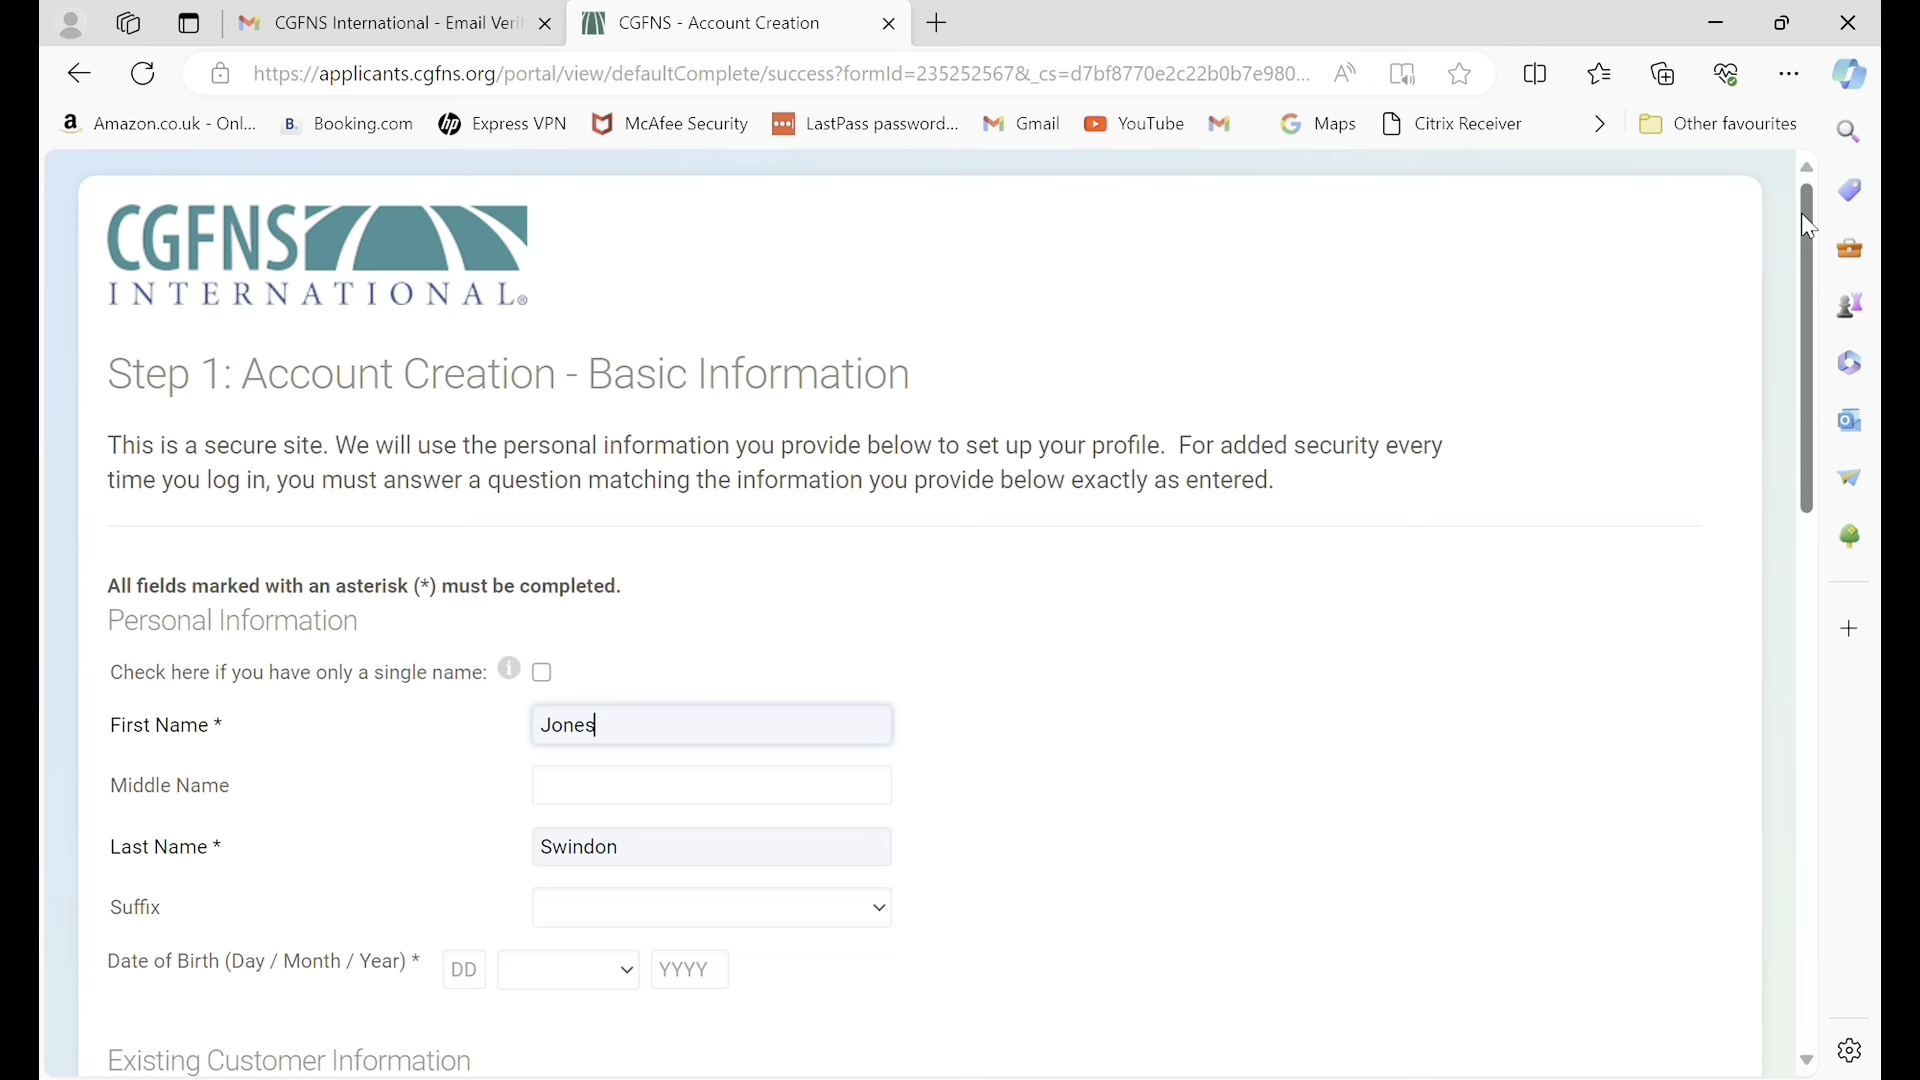 CGFNS International - Email Verif
CGFNS - Account Creation
https://applicants.cgfns.org/portal/view/defaultComplete/success?formId=235252567&_cs=d7bf8770e2c22b0b7e980...
Amazon.co.uk - Onl...
B. Booking.com
Express VPN
McAfee Security
LastPass password...
Gmail
YouTube
Maps
Citrix Receiver
Other favourites
CGFNS
INTERNATIONAL®
Step 1: Account Creation - Basic Information
This is a secure site. We will use the personal information you provide below to set up your profile. For added security every
time you log in, you must answer a question matching the information you provide below exactly as entered.
All fields marked with an asterisk (*) must be completed.
Personal Information
Check here if you have only a single name:
First Name * Jones
Middle Name
Last Name * Swindon
Suffix
Date of Birth (Day / Month / Year) * DD YYYY
Existing Customer Information